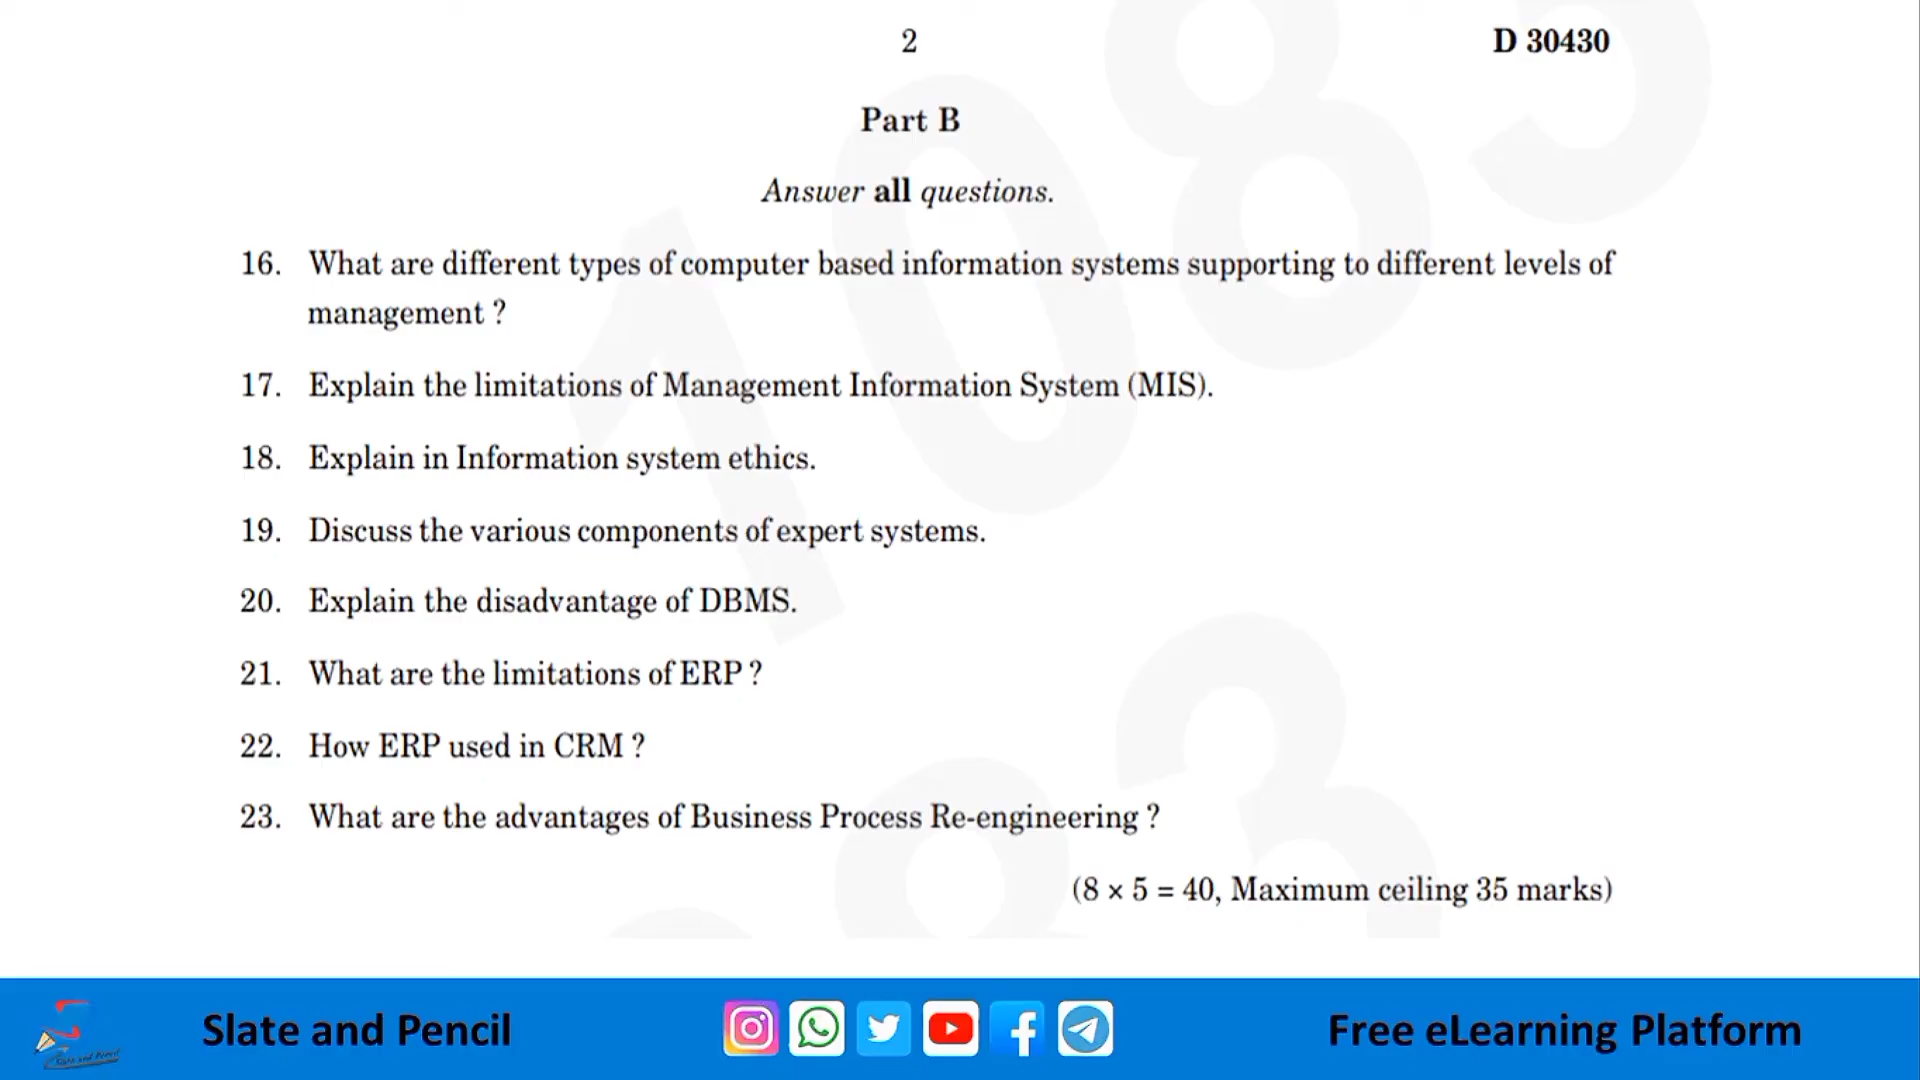 2
D 30430
Part B
Answer all questions.
16. What are different types of computer based information systems supporting to different levels of
management ?
17. Explain the limitations of Management Information System (MIS).
18. Explain in Information system ethics.
19. Discuss the various components of expert systems.
20. Explain the disadvantage of DBMS.
21. What are the limitations of ERP ?
22. How ERP used in CRM ?
23. What are the advantages of Business Process Re-engineering ?
(8 × 5 = 40, Maximum ceiling 35 marks)
Slate and Pencil
Free eLearning Platform